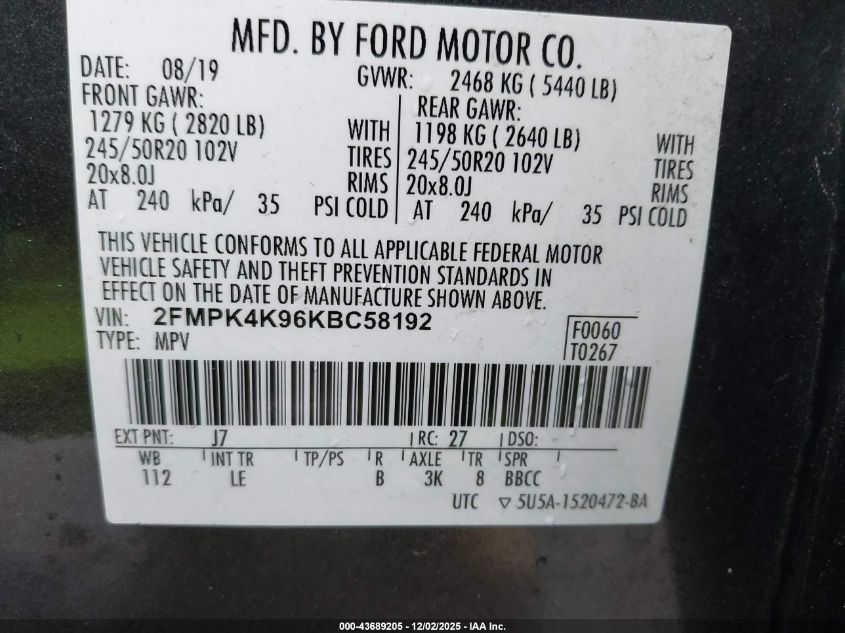 MFD. BY FORD MOTOR CO.
DATE: 08/19 GVWR: 2468 KG ( 5440 LB)
FRONT GAWR: REAR GAWR:
1279 KG ( 2820 LB) WITH 1198 KG ( 2640 LB) WITH
245/50R20 102V TIRES 245/50R20 102V TIRES
20x8.0J RIMS 20x8.0J RIMS
AT 240 kPa/ 35 PSI COLD AT 240 kPa/ 35 PSI COLD
THIS VEHICLE CONFORMS TO ALL APPLICABLE FEDERAL MOTOR
VEHICLE SAFETY AND THEFT PREVENTION STANDARDS IN
EFFECT ON THE DATE OF MANUFACTURE SHOWN ABOVE.
VIN: 2FMPK4K96KBC58192 F0060
TYPE: MPV T0267
EXT PNT: J7 RC: 27 DSO:
WB INT TR TP/PS R AXLE TR SPR
112 LE B 3K 8 BBCC
UTC ▽ 5U5A-1520472-BA
000-43689205 - 12/02/2025 - IAA Inc.